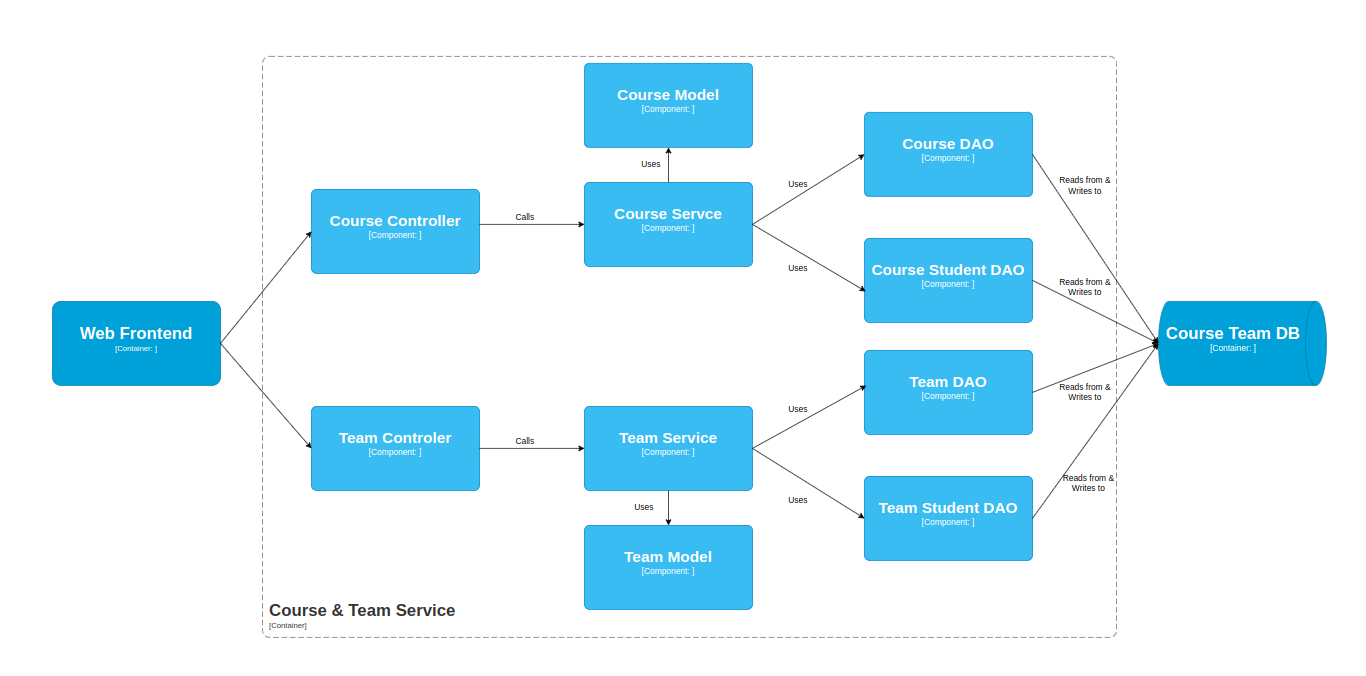 Course Model
[Component: ]
Uses
Course DAO
[Component: ]
Uses
Reads from &
Writes to
Course Controller
[Component: ]
Calls
Course Servce
[Component: ]
Uses
Course Student DAO
[Component: ]
Reads from &
Writes to
Web Frontend
[Container: ]
Course Team DB
[Container: ]
Team DAO
[Component: ]
Reads from &
Writes to
Uses
Team Controler
[Component: ]
Calls
Team Service
[Component: ]
Uses
Uses
Team Student DAO
[Component: ]
Reads from &
Writes to
Team Model
[Component: ]
Course & Team Service
[Container]